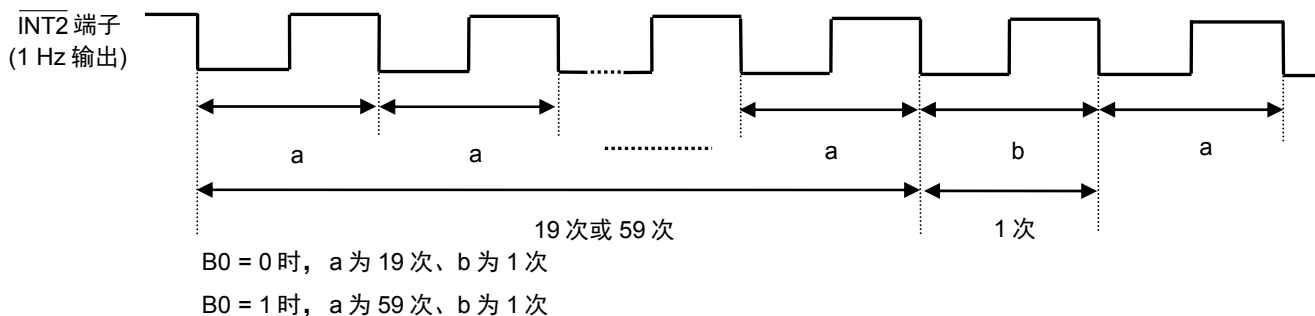 INT2 端子
(1 Hz 输出)
a
a
a
b
a
19 次或 59 次
1 次
B0 = 0 时，a 为 19 次、b 为 1 次
B0 = 1 时，a 为 59 次、b 为 1 次